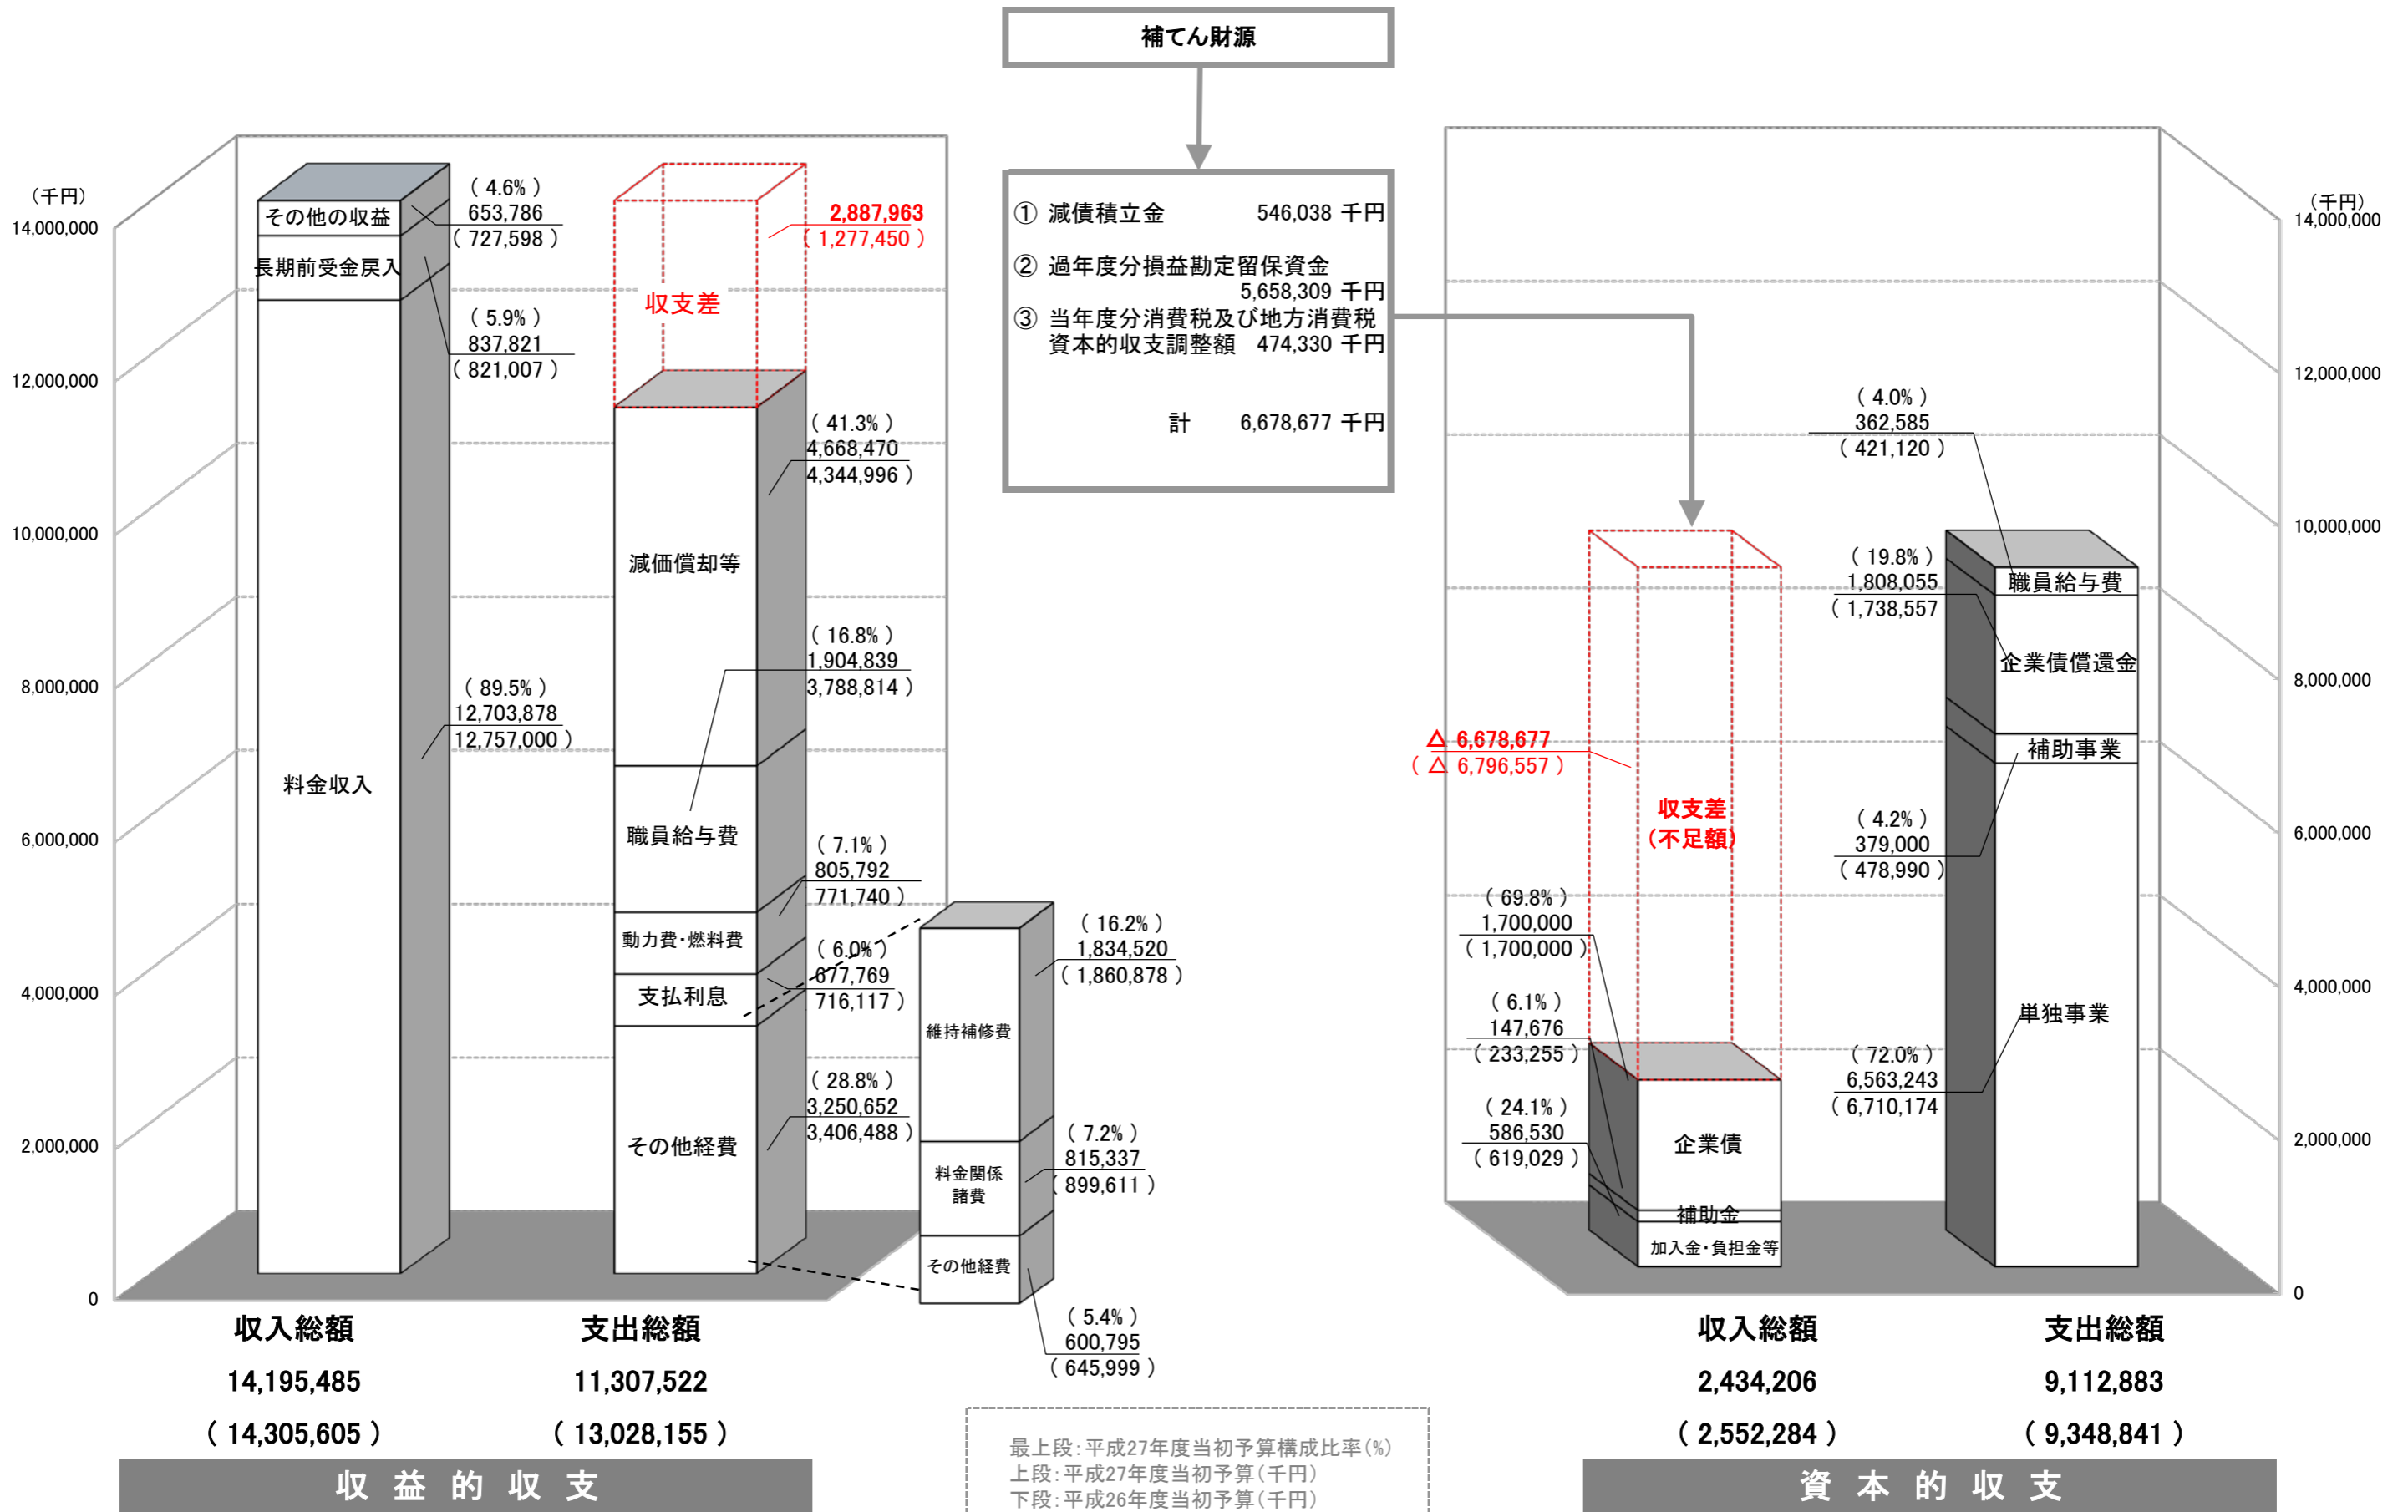 補てん財源
① 減債積立金 546,038 千円
② 過年度分損益勘定留保資金
5,658,309 千円
③ 当年度分消費税及び地方消費税
資本的収支調整額 474,330 千円
計 6,678,677 千円
（千円）
14,000,000
12,000,000
10,000,000
8,000,000
6,000,000
4,000,000
2,000,000
0
その他の収益
長期前受金戻入
料金収入
（ 4.6% ）
653,786
（ 727,598 ）
（ 5.9% ）
837,821
（ 821,007 ）
（ 89.5% ）
12,703,878
12,757,000 ）
収支差
2,887,963
（ 1,277,450 ）
減価償却等
職員給与費
動力費・燃料費
支払利息
その他経費
（ 41.3% ）
4,668,470
4,344,996 ）
（ 16.8% ）
1,904,839
3,788,814 ）
（ 7.1% ）
805,792
771,740 ）
（ 6.0% ）
677,769
716,117 ）
（ 28.8% ）
3,250,652
3,406,488 ）
維持補修費
料金関係
諸費
その他経費
（ 16.2% ）
1,834,520
（ 1,860,878 ）
（ 7.2% ）
815,337
（ 899,611 ）
（ 5.4% ）
600,795
（ 645,999 ）
収入総額
14,195,485
（ 14,305,605 ）
支出総額
11,307,522
（ 13,028,155 ）
収益的収支
最上段：平成27年度当初予算構成比率(%)
上段：平成27年度当初予算(千円)
下段：平成26年度当初予算(千円)
△ 6,678,677
（ △ 6,796,557 ）
収支差
（不足額）
（ 69.8% ）
1,700,000
（ 1,700,000 ）
（ 6.1% ）
147,676
（ 233,255 ）
（ 24.1% ）
586,530
（ 619,029 ）
企業債
補助金
加入金・負担金等
（ 4.0% ）
362,585
（ 421,120 ）
（ 19.8% ）
1,808,055
（ 1,738,557
（ 4.2% ）
379,000
（ 478,990 ）
（ 72.0% ）
6,563,243
（ 6,710,174
職員給与費
企業債償還金
補助事業
単独事業
（千円）
14,000,000
12,000,000
10,000,000
8,000,000
6,000,000
4,000,000
2,000,000
0
収入総額
2,434,206
（ 2,552,284 ）
支出総額
9,112,883
（ 9,348,841 ）
資本的収支